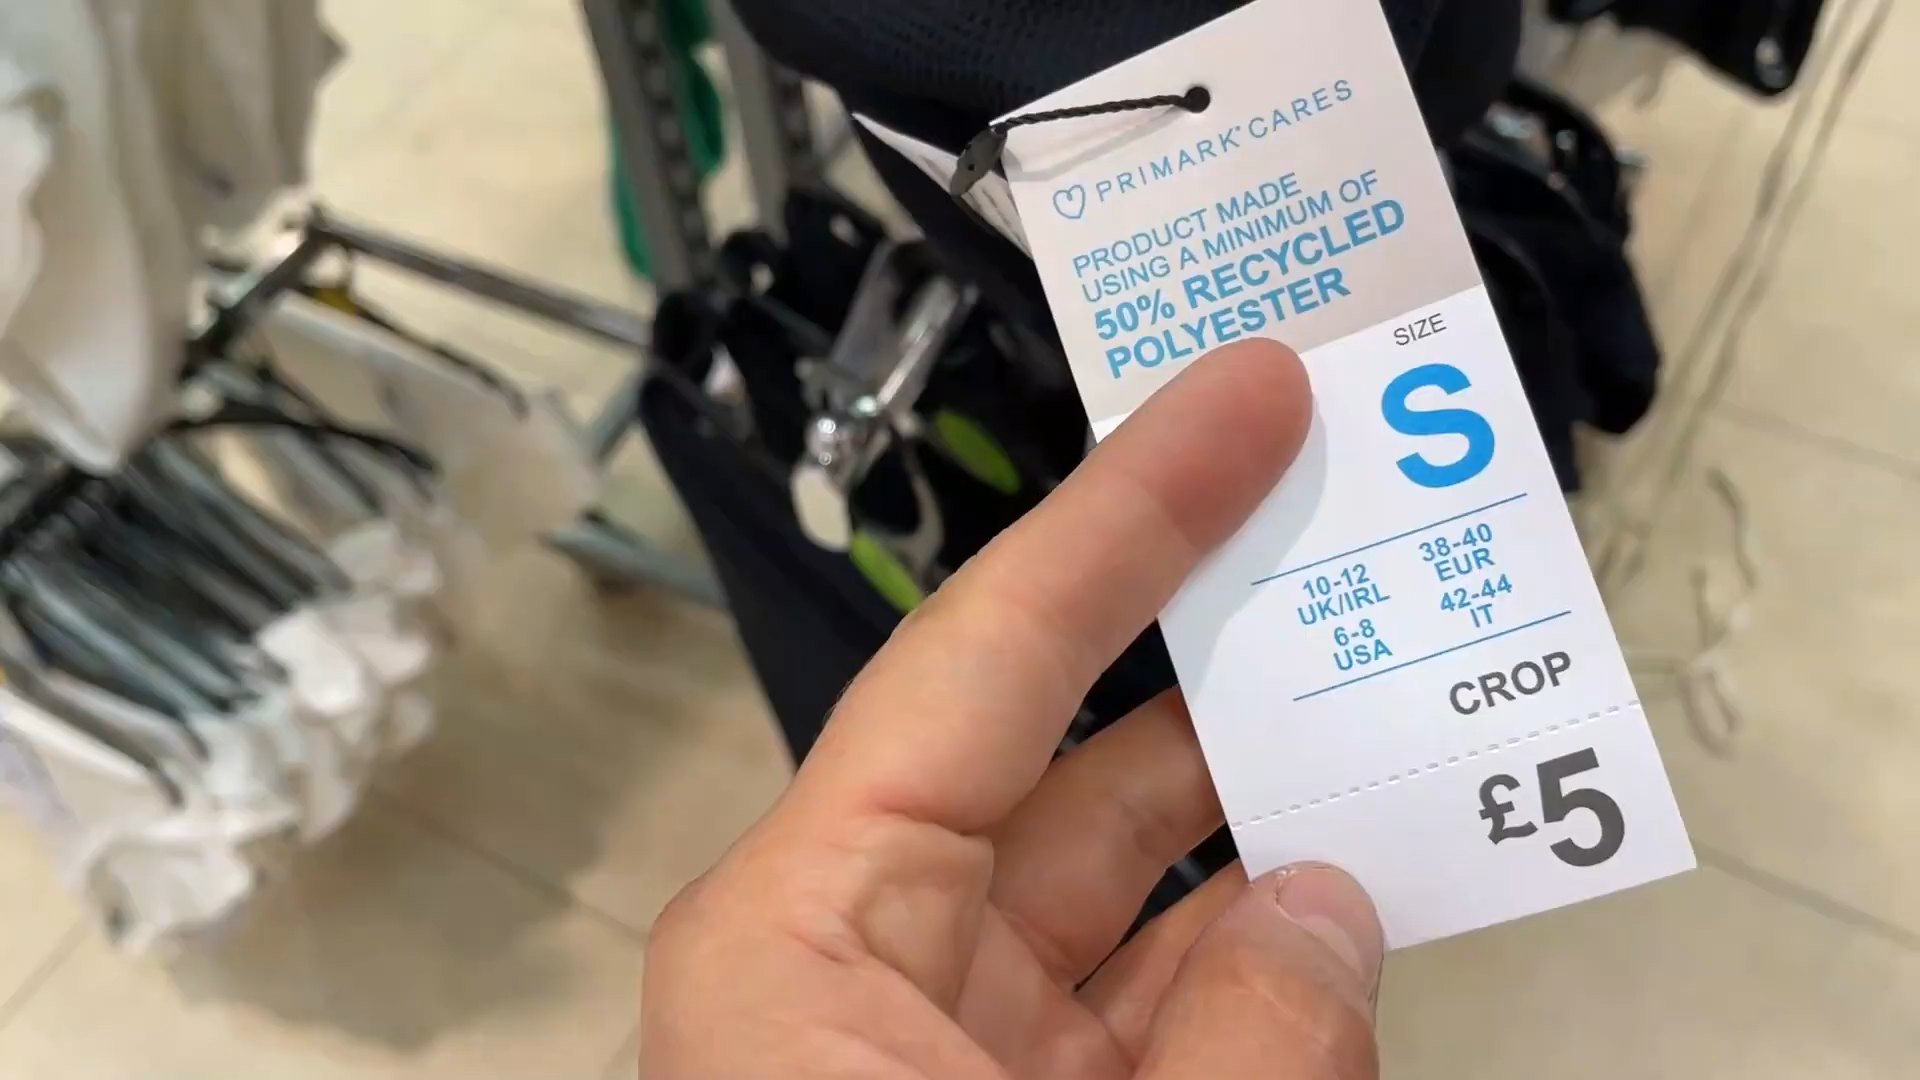 PRIMARK® CARES
PRODUCT MADE
USING A MINIMUM OF
50% RECYCLED
POLYESTER
SIZE
S
10-12
UK/IRL
38-40
EUR
6-8
USA
42-44
IT
CROP
£5